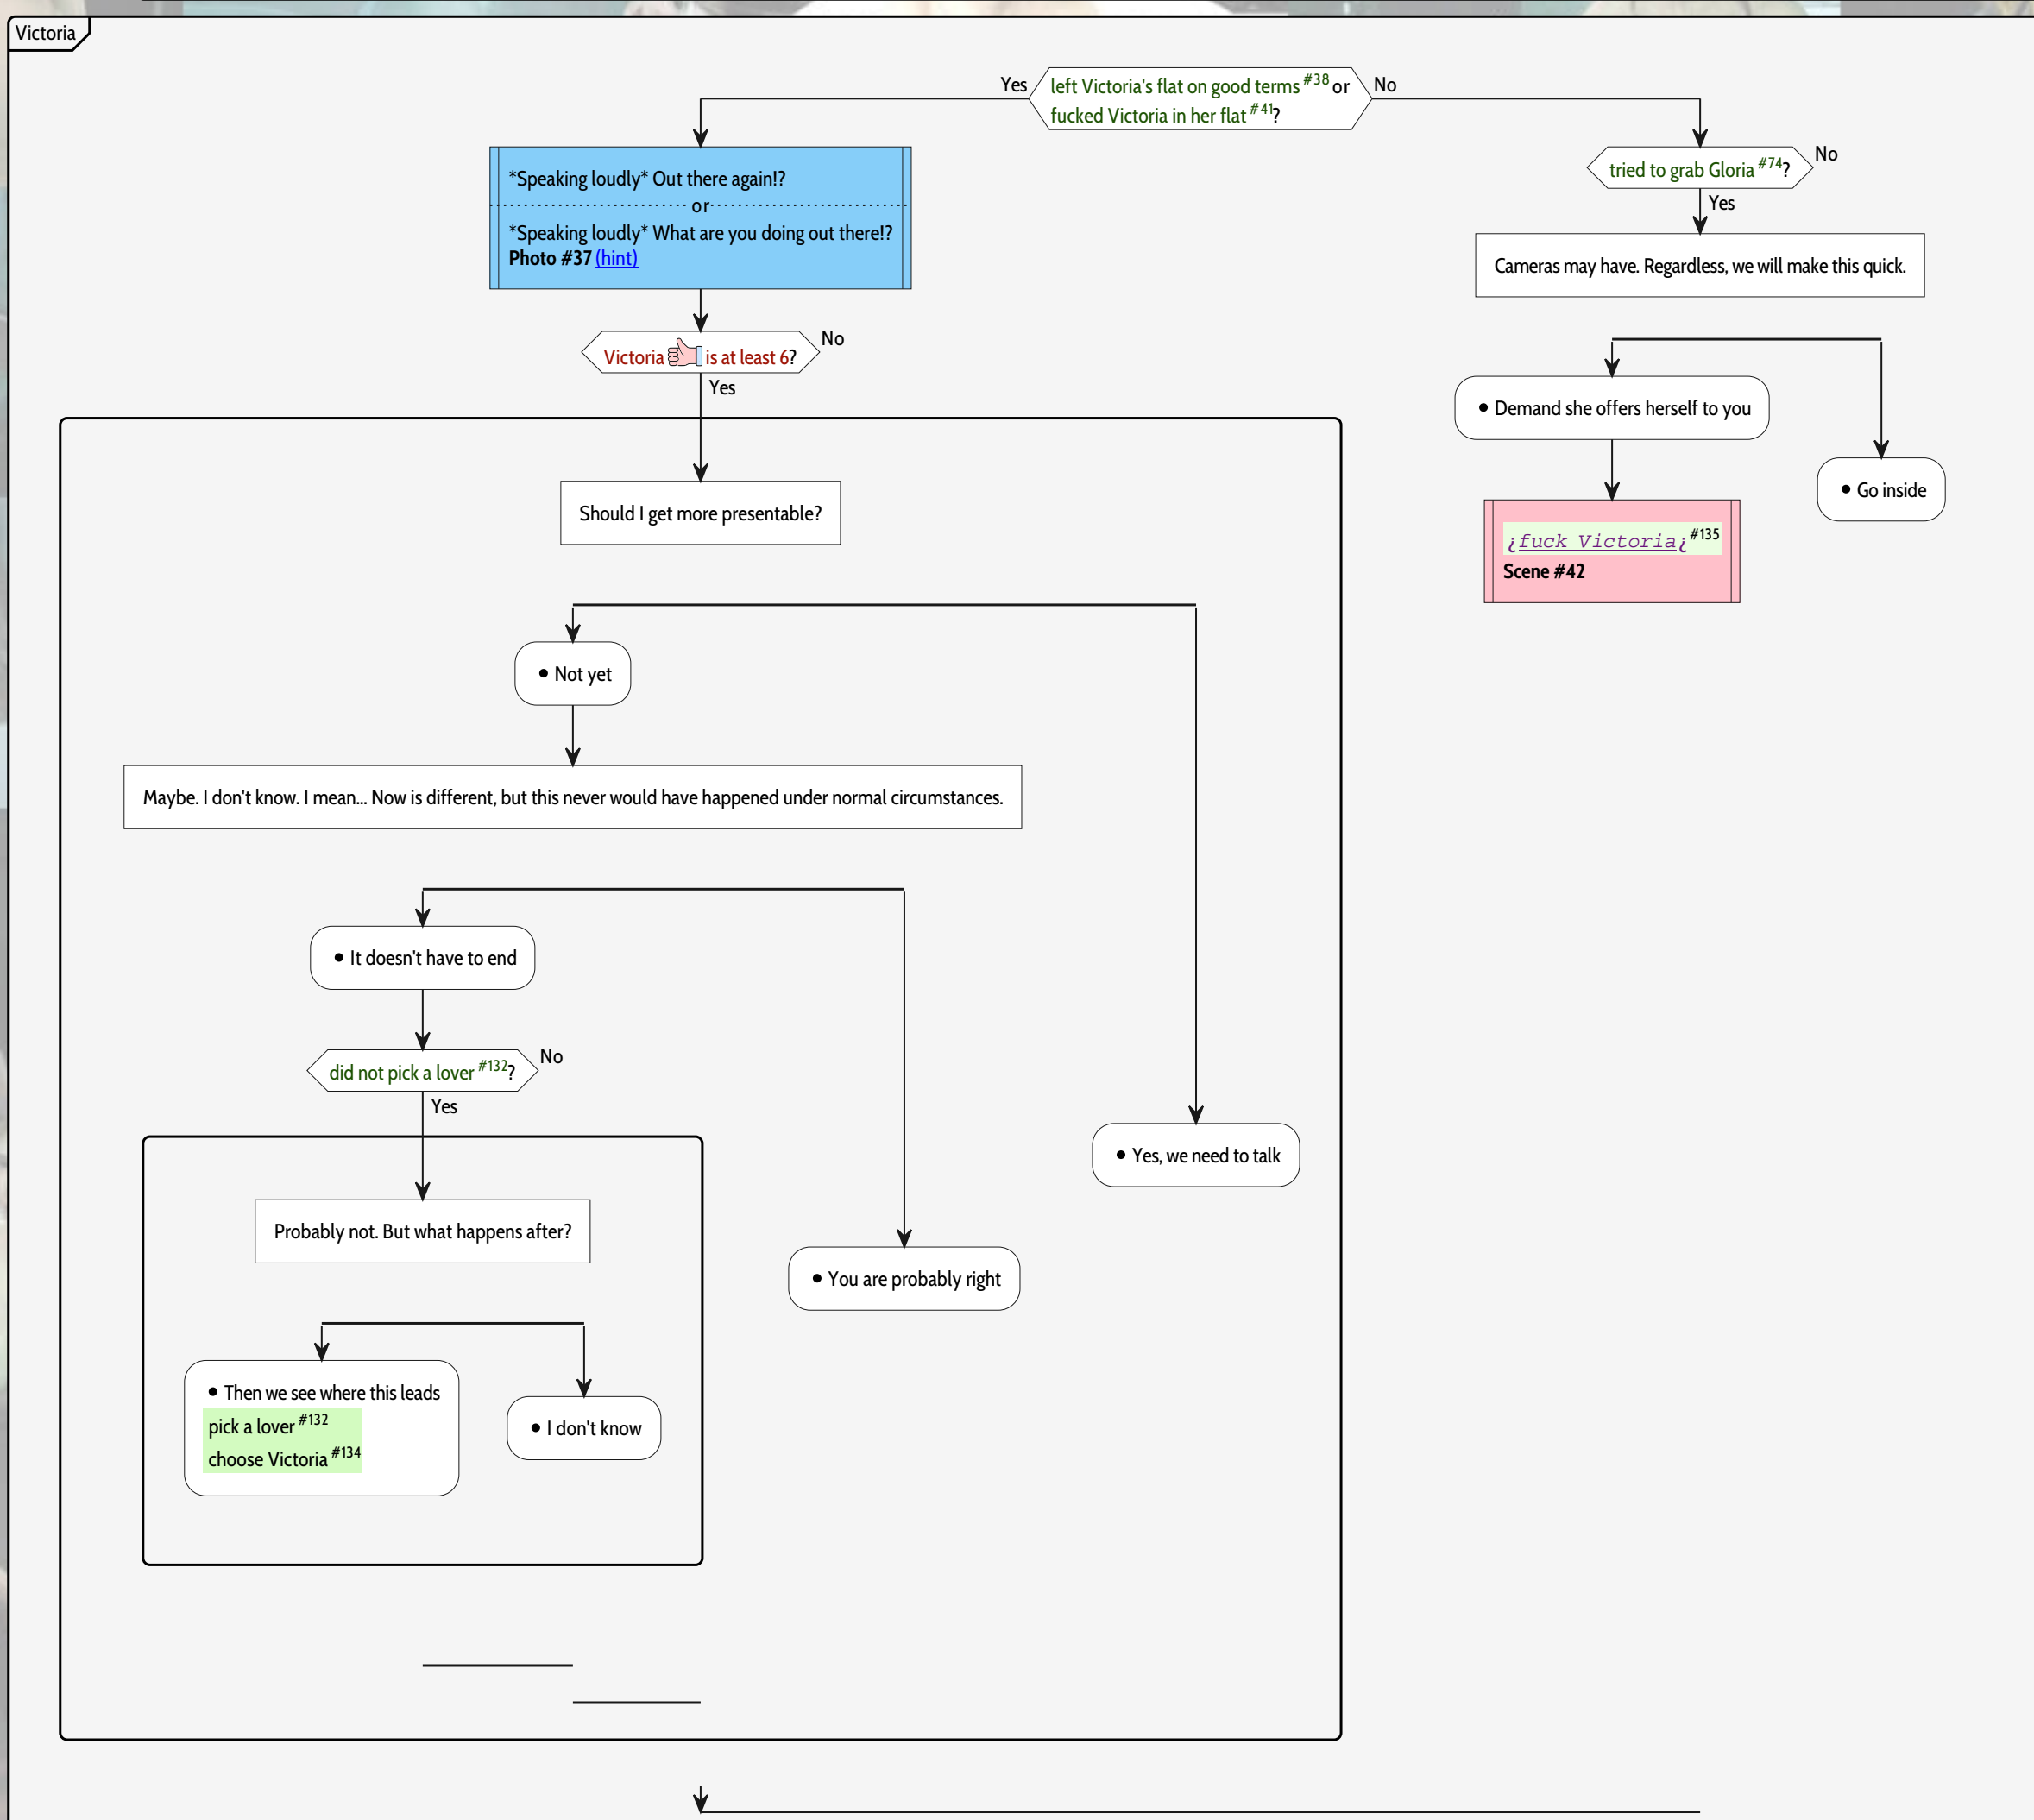 Victoria
Yes
left Victoria's flat on good terms #38 or
fucked Victoria in her flat #41?
No
*Speaking loudly* Out there again!?
or
*Speaking loudly* What are you doing out there!?
Photo #37 (hint)
tried to grab Gloria #74?
No
Yes
Cameras may have. Regardless, we will make this quick.
Victoria is at least 6?
No
Yes
• Demand she offers herself to you
• Go inside
¿fuck Victoria¿ #135
Scene #42
Should I get more presentable?
• Not yet
Maybe. I don't know. I mean... Now is different, but this never would have happened under normal circumstances.
• It doesn't have to end
did not pick a lover #132?
No
Yes
• Yes, we need to talk
Probably not. But what happens after?
• You are probably right
• Then we see where this leads
pick a lover #132
choose Victoria #134
• I don't know